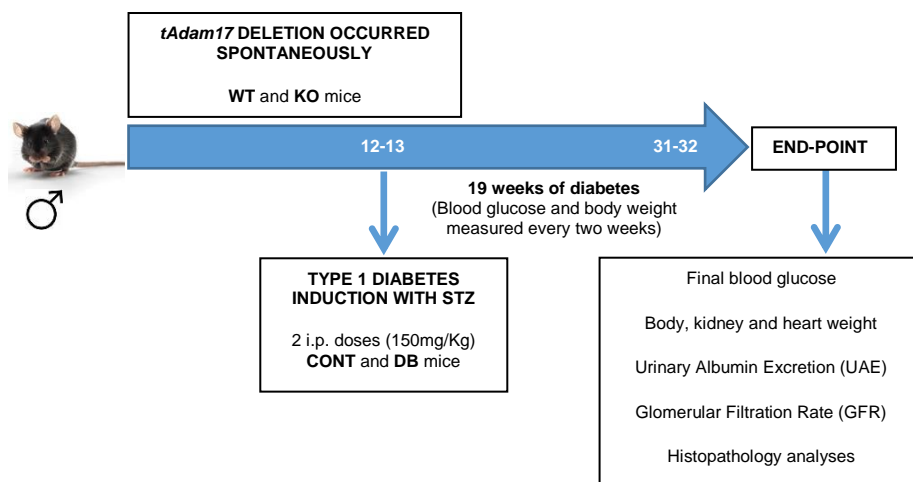 tAdam17 DELETION OCCURRED
SPONTANEOUSLY
WT and KO mice
12-13
31-32
END-POINT
19 weeks of diabetes
(Blood glucose and body weight
measured every two weeks)
TYPE 1 DIABETES
INDUCTION WITH STZ
2 i.p. doses (150mg/Kg)
CONT and DB mice
Final blood glucose
Body, kidney and heart weight
Urinary Albumin Excretion (UAE)
Glomerular Filtration Rate (GFR)
Histopathology analyses